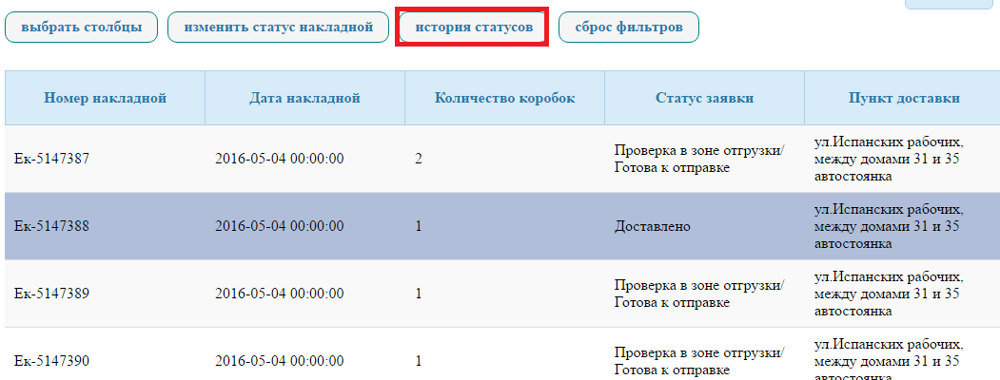 выбрать столбцы изменить статус накладной история статусов сброс фильтров
Номер накладной Дата накладной Количество коробок Статус заявки Пункт доставки
Ек-5147387 2016-05-04 00:00:00 2 Проверка в зоне отгрузки/ Готова к отправке ул.Испанских рабочих, между домами 31 и 35 автостоянка
Ек-5147388 2016-05-04 00:00:00 1 Доставлено ул.Испанских рабочих, между домами 31 и 35 автостоянка
Ек-5147389 2016-05-04 00:00:00 1 Проверка в зоне отгрузки/ Готова к отправке ул.Испанских рабочих, между домами 31 и 35 автостоянка
Ек-5147390 2016-05-04 00:00:00 1 Проверка в зоне отгрузки/ Готова к отправке ул.Испанских рабочих, между домами 31 и 35 автостоянка